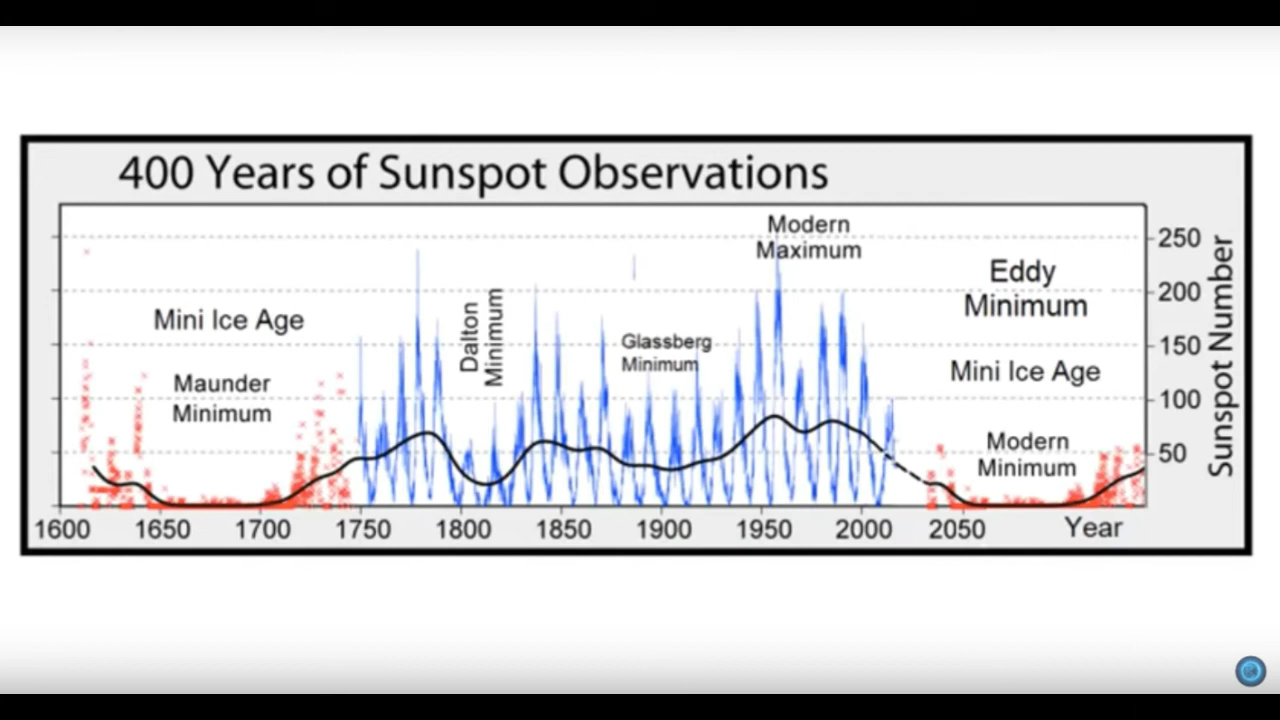 400 Years of Sunspot Observations
Modern
Maximum
250
Eddy
Minimum
200
Mini Ice Age
Dalton
Minimum
Glassberg
Minimum
150
Mini Ice Age
Maunder
Minimum
100
Modern
Minimum
50
Sunspot Number
1600
1650
1700
1750
1800
1850
1900
1950
2000
2050
Year